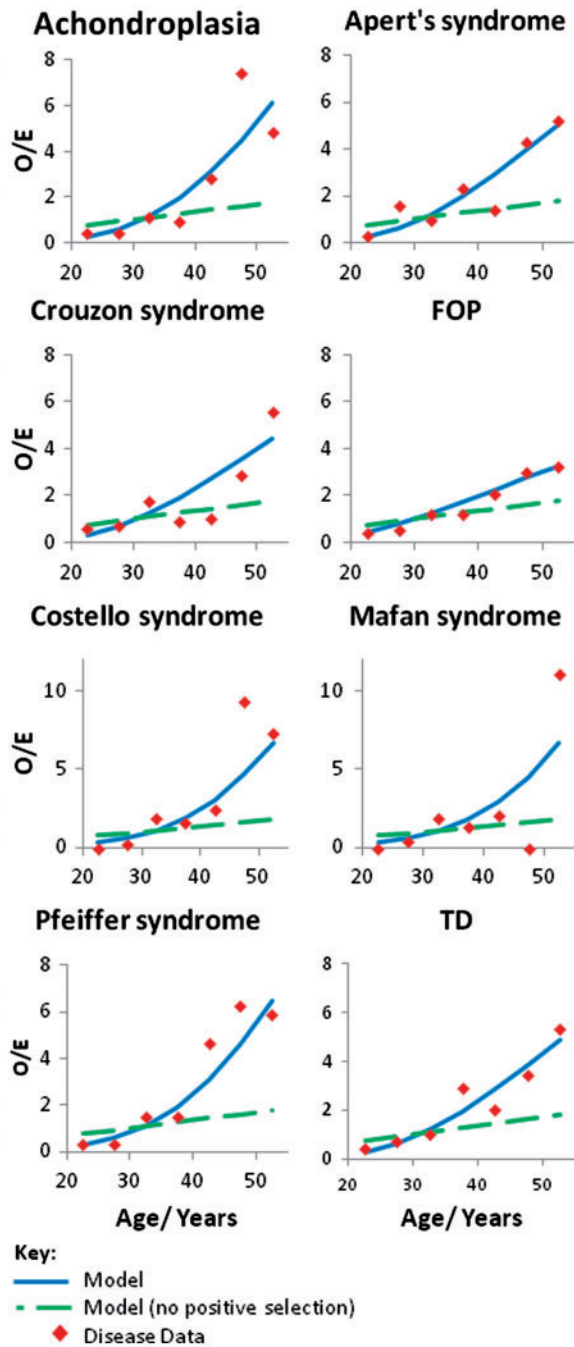 Achondroplasia Apert's syndrome
O/E
8 8
6 6
4 4
2 2
0 0
20 30 40 50 20 30 40 50
Crouzon syndrome FOP
O/E
8 8
6 6
4 4
2 2
0 0
20 30 40 50 20 30 40 50
Costello syndrome Mafan syndrome
O/E
10 10
5 5
0 0
20 30 40 50 20 30 40 50
Pfeiffer syndrome TD
O/E
8 8
6 6
4 4
2 2
0 0
20 30 40 50 20 30 40 50
Age/ Years Age/ Years
Key:
Model
Model (no positive selection)
Disease Data